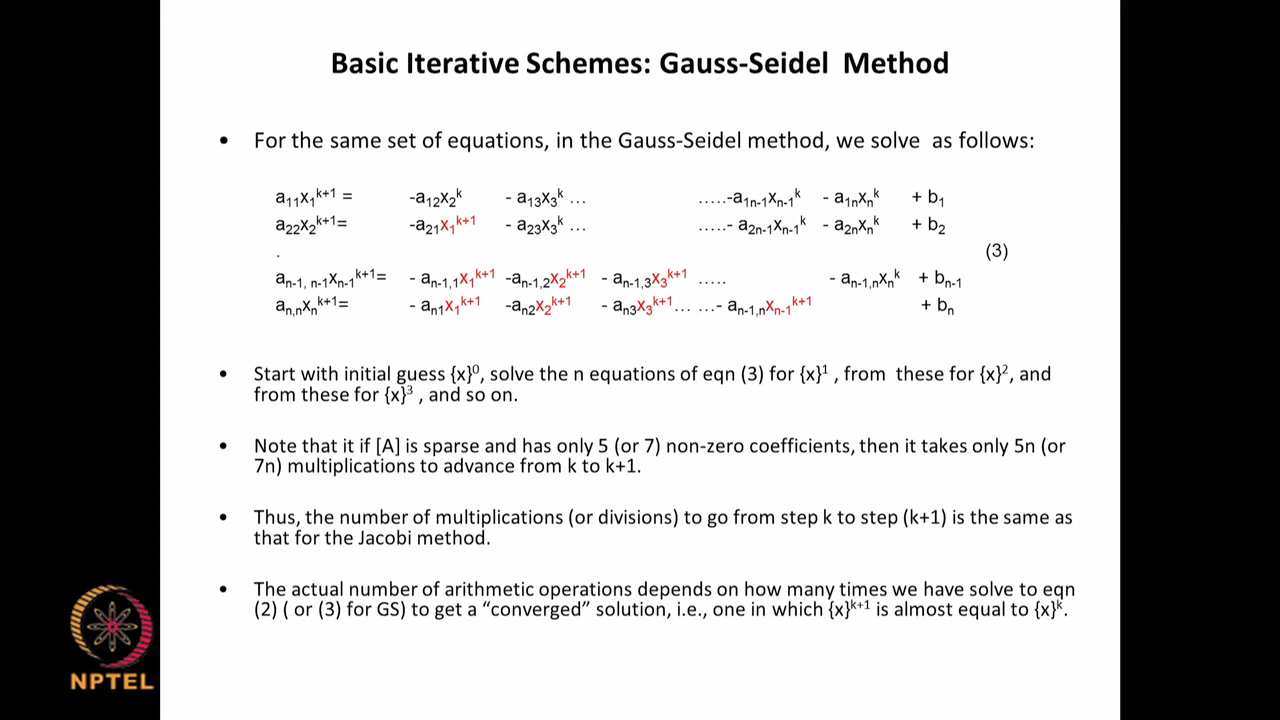 Basic Iterative Schemes: Gauss-Seidel Method
• For the same set of equations, in the Gauss-Seidel method, we solve as follows:
a₁₁x₁ᵏ⁺¹ = -a₁₂x₂ᵏ - a₁₃x₃ᵏ … …..-a₁ₙ₋₁xₙ₋₁ᵏ - a₁ₙxₙᵏ + b₁
a₂₂x₂ᵏ⁺¹= -a₂₁x₁ᵏ⁺¹ - a₂₃x₃ᵏ … …..- a₂ₙ₋₁xₙ₋₁ᵏ - a₂ₙxₙᵏ + b₂
. (3)
aₙ₋₁, ₙ₋₁xₙ₋₁ᵏ⁺¹= - aₙ₋₁,₁x₁ᵏ⁺¹ -aₙ₋₁,₂x₂ᵏ⁺¹ - aₙ₋₁,₃x₃ᵏ⁺¹ ….. - aₙ₋₁,ₙxₙᵏ + bₙ₋₁
aₙ,ₙxₙᵏ⁺¹= - aₙ₁x₁ᵏ⁺¹ -aₙ₂x₂ᵏ⁺¹ - aₙ₃x₃ᵏ⁺¹… …- aₙ₋₁,ₙxₙ₋₁ᵏ⁺¹ + bₙ
• Start with initial guess {x}⁰, solve the n equations of eqn (3) for {x}¹ , from these for {x}², and
from these for {x}³ , and so on.
• Note that it if [A] is sparse and has only 5 (or 7) non-zero coefficients, then it takes only 5n (or
7n) multiplications to advance from k to k+1.
• Thus, the number of multiplications (or divisions) to go from step k to step (k+1) is the same as
that for the Jacobi method.
• The actual number of arithmetic operations depends on how many times we have solve to eqn
(2) ( or (3) for GS) to get a “converged” solution, i.e., one in which {x}ᵏ⁺¹ is almost equal to {x}ᵏ.
NPTEL